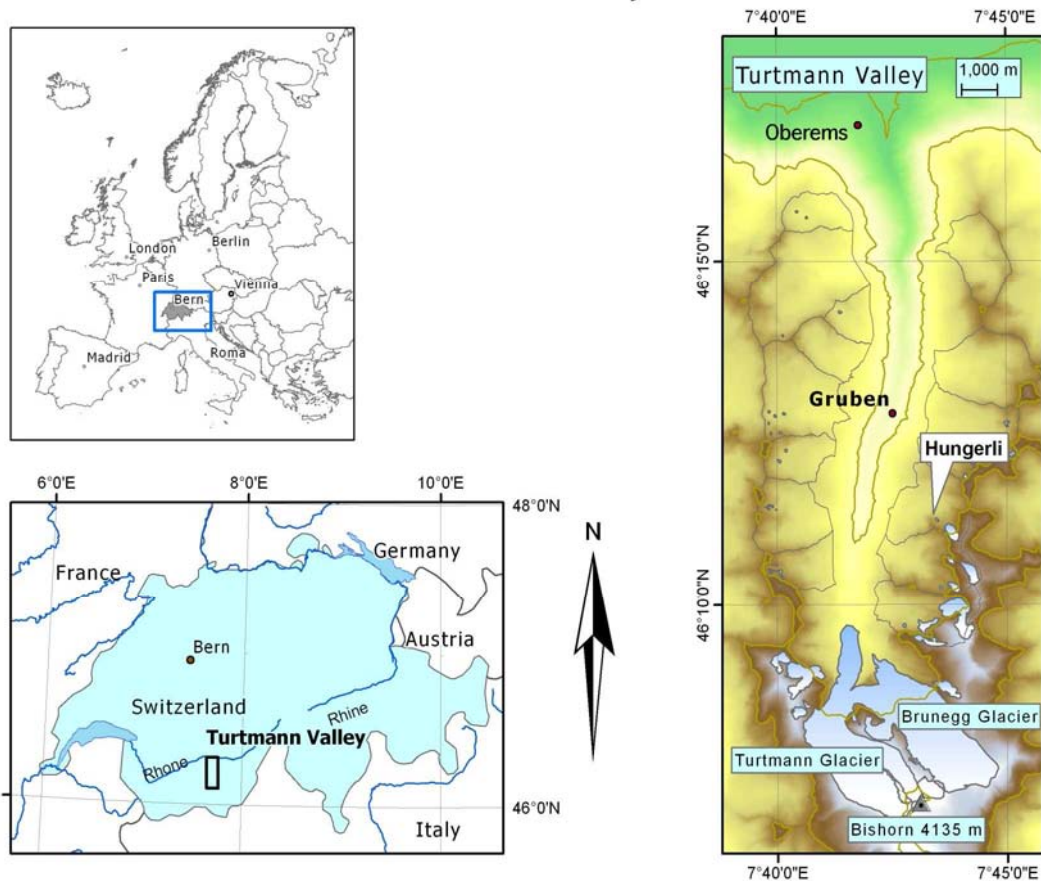 London
Berlin
Paris
Vienna
Bern
Madrid
Roma
6°0'E
8°0'E
10°0'E
48°0'N
Germany
France
Austria
Bern
Switzerland
Rhine
Turtmann Valley
Rhone
46°0'N
Italy
N
7°40'0"E
7°45'0"E
Turtmann Valley
1,000 m
Oberems
46°15'0"N
Gruben
Hungerli
46°10'0"N
Brunegg Glacier
Turtmann Glacier
Bishorn 4135 m
7°40'0"E
7°45'0"E